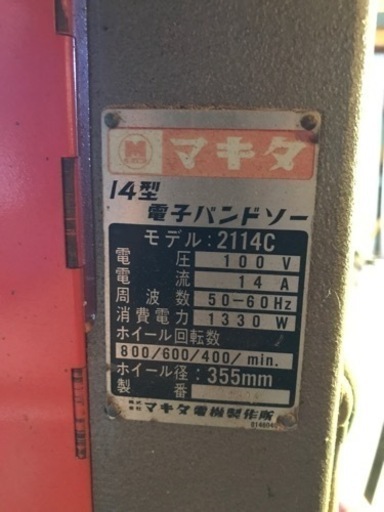 M
マキタ
14型
電子バンドソー
モデル:2114C
電圧 100V
電流 14A
周波数 50-60Hz
消費電力 1330W
ホイール回転数
800/600/400/min.
ホイール径:355mm
製番
株式会社 マキタ電機製作所